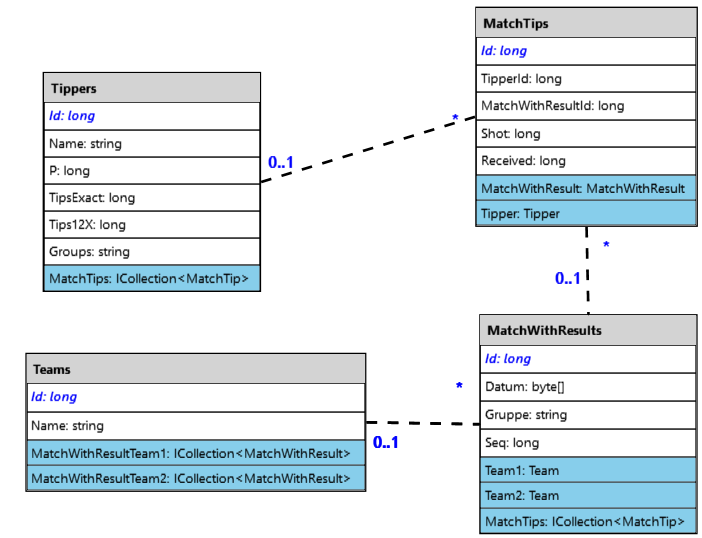 MatchTips
Id: long
TipperId: long
MatchWithResultId: long
Shot: long
Received: long
MatchWithResult: MatchWithResult
Tipper: Tipper
Tippers
Id: long
Name: string
P: long
TipsExact: long
Tips12X: long
Groups: string
MatchTips: ICollection<MatchTip>
0..1
*
*
0..1
MatchWithResults
Id: long
Datum: byte[]
Gruppe: string
Seq: long
Team1: Team
Team2: Team
MatchTips: ICollection<MatchTip>
Teams
Id: long
Name: string
MatchWithResultTeam1: ICollection<MatchWithResult>
MatchWithResultTeam2: ICollection<MatchWithResult>
*
0..1